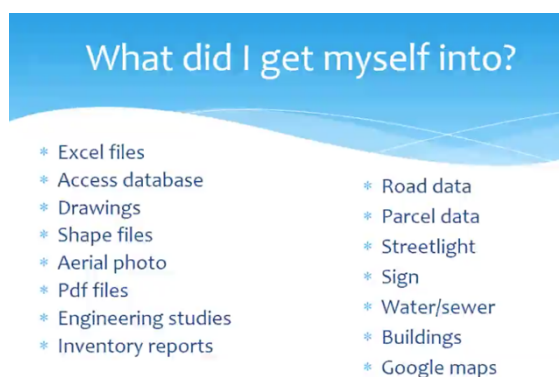 What did I get myself into?
* Excel files
* Access database
* Drawings
* Shape files
* Aerial photo
* Pdf files
* Engineering studies
* Inventory reports
* Road data
* Parcel data
* Streetlight
* Sign
* Water/sewer
* Buildings
* Google maps